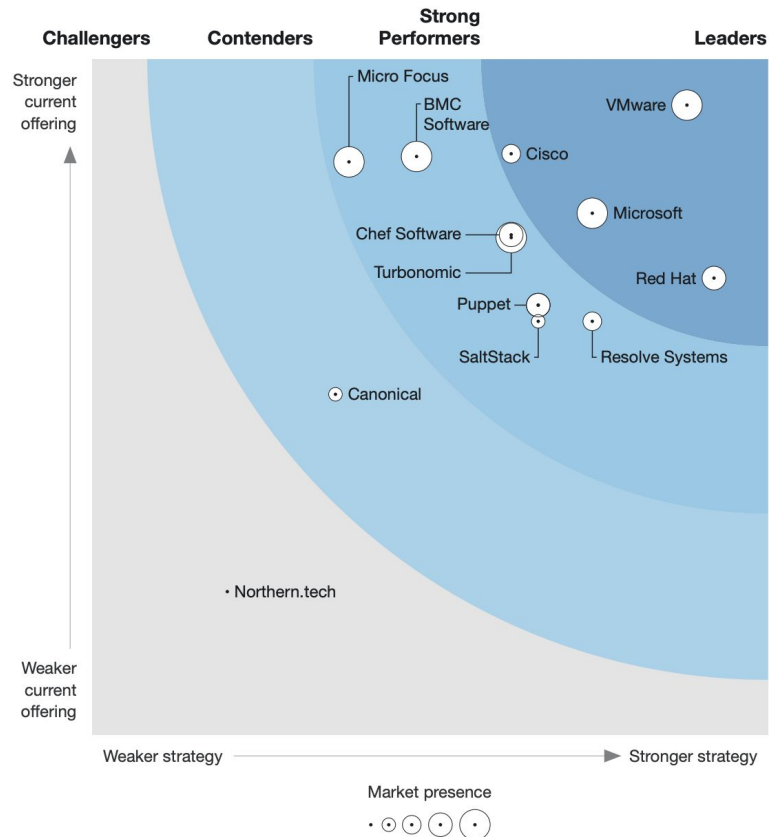 Challengers
Contenders
Strong
Performers
Leaders
Stronger
current
offering
Micro Focus
BMC
Software
VMware
Cisco
Microsoft
Chef Software
Turbonomic
Red Hat
Puppet
SaltStack
Resolve Systems
Canonical
Northern.tech
Weaker
current
offering
Weaker strategy
Stronger strategy
Market presence